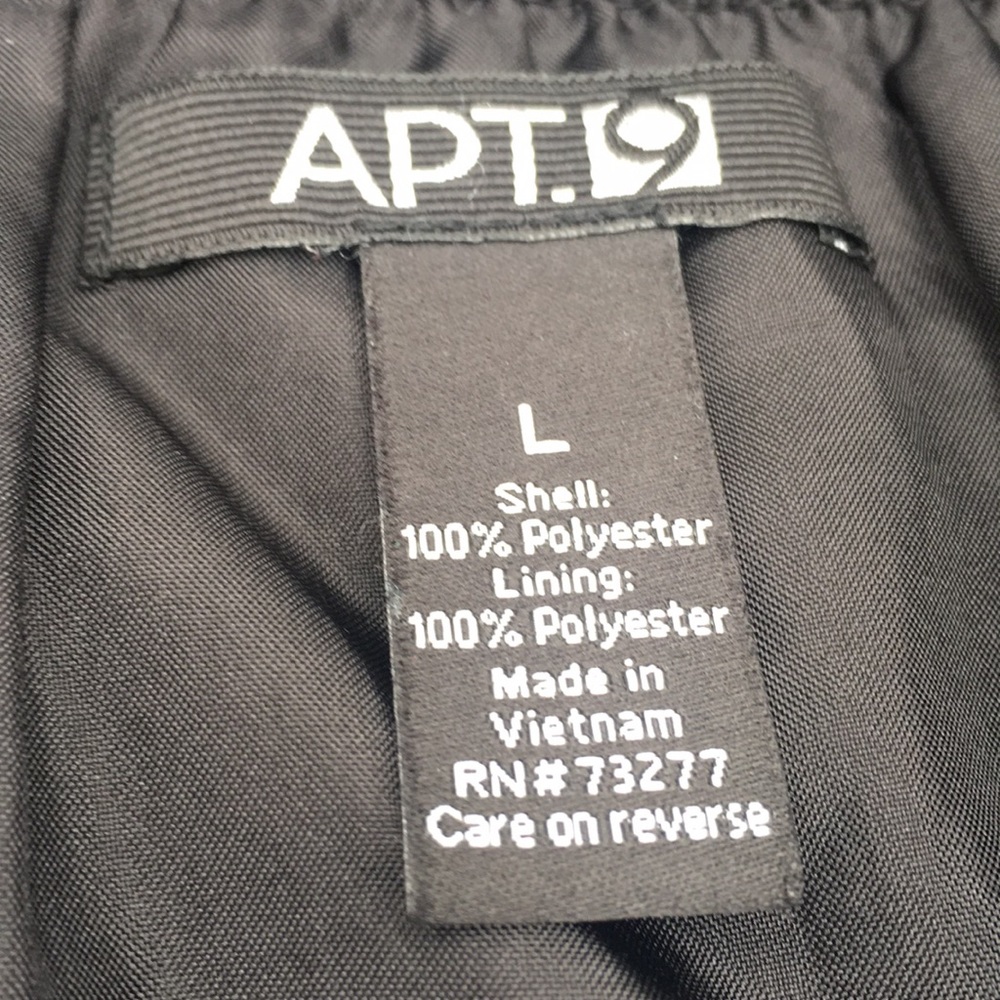 APT.9
L
Shell:
100% Polyester
Lining:
100% Polyester
Made in
Vietnam
RN#73277
Care on reverse